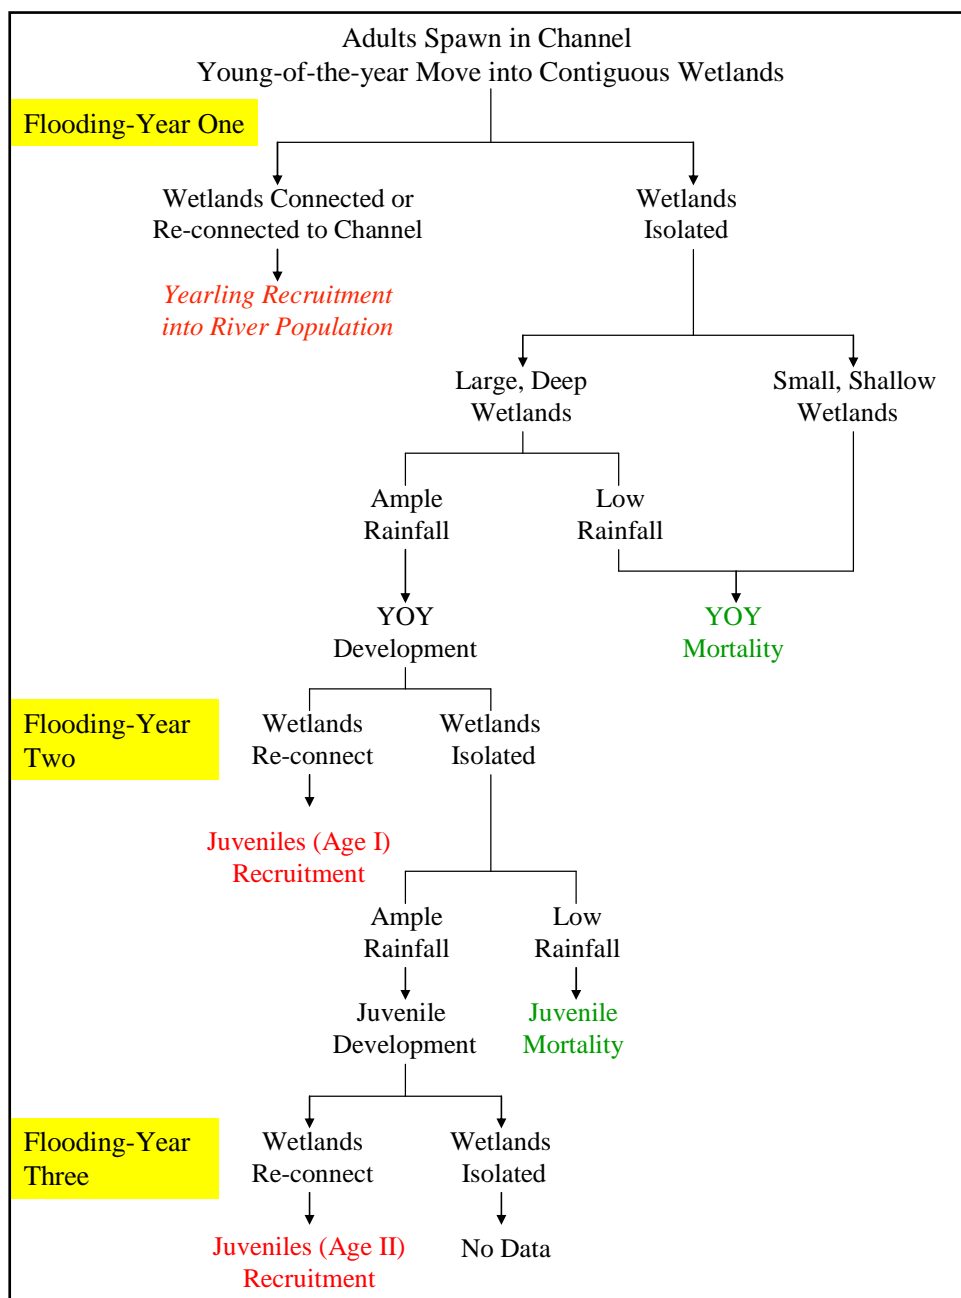 Adults Spawn in Channel
Young-of-the-year Move into Contiguous Wetlands
Flooding-Year One
Wetlands Connected or
Re-connected to Channel
Wetlands
Isolated
Yearling Recruitment
into River Population
Large, Deep
Wetlands
Small, Shallow
Wetlands
Ample
Rainfall
Low
Rainfall
YOY
Development
YOY
Mortality
Flooding-Year
Two
Wetlands
Re-connect
Wetlands
Isolated
Juveniles (Age I)
Recruitment
Ample
Rainfall
Low
Rainfall
Juvenile
Development
Juvenile
Mortality
Flooding-Year
Three
Wetlands
Re-connect
Wetlands
Isolated
Juveniles (Age II)
Recruitment
No Data